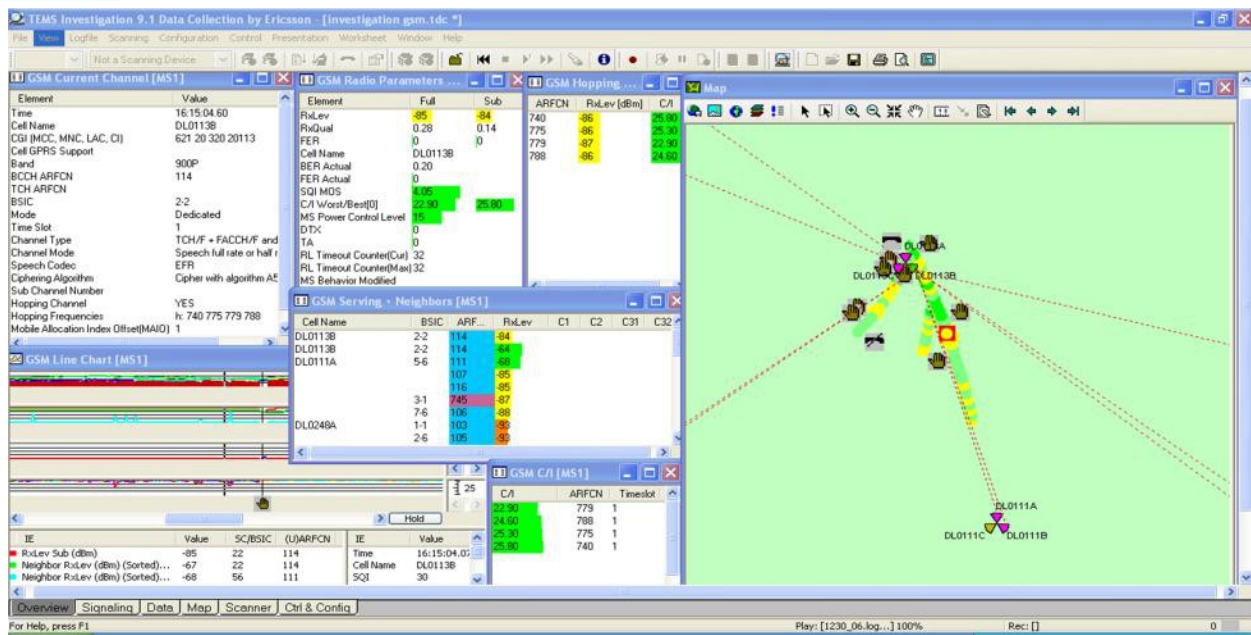 TEMS Investigation 9.1 Data Collection by Ericsson - [investigation gsm.tdc *]
File View Logfile Scanning Configuration Control Presentation Worksheet Window Help
Not a Scanning Device
GSM Current Channel [MS1]
Element Value
Time 16:15:04.60
Cell Name DL0113B
CGI (MCC, MNC, LAC, CI) 621 20 320 20113
Cell GPRS Support
Band 900P
BCCH ARFCN 114
TCH ARFCN
BSIC 2-2
Mode Dedicated
Time Slot 1
Channel Type TCH/F + FACCH/F and
Channel Mode Speech full rate or half r
Speech Codec EFR
Ciphering Algorithm Cipher with algorithm A5
Sub Channel Number
Hopping Channel YES
Hopping Frequencies h: 740 775 779 788
Mobile Allocation Index Offset(MAIO) 1
GSM Radio Parameters ...
Element Full Sub
RxLev -85 -84
RxQual 0.28 0.14
FER 0 0
Cell Name DL0113B
BER Actual 0.20
FER Actual 0
SQI MOS 4.05
C/I Worst/Best[0] 22.90 25.80
MS Power Control Level 15
DTX 0
TA 0
RL Timeout Counter(Cur) 32
RL Timeout Counter(Max) 32
MS Behavior Modified
GSM Hopping ...
ARFCN RxLev [dBm] C/I
740 -86 25.80
775 -86 25.30
779 -87 22.90
788 -86 24.60
Map
DL0113A
DL0113C DL0113B
DL0111A
DL0111C DL0111B
GSM Serving + Neighbors [MS1]
Cell Name BSIC ARF... RxLev C1 C2 C31 C32
DL0113B 2-2 114 -84
DL0113B 2-2 114 -64
DL0111A 5-6 111 -68
107 -85
116 -85
3-1 745 -87
7-6 106 -88
DL0248A 1-1 103 -93
2-6 105 -93
GSM Line Chart [MS1]
25
Hold
IE Value SC/BSIC (U)ARFCN
RxLev Sub (dBm) -85 22 114
Neighbor RxLev (dBm) (Sorted)... -67 22 114
Neighbor RxLev (dBm) (Sorted)... -68 56 111
IE Value
Time 16:15:04.07
Cell Name DL0113B
SQI 30
GSM C/I [MS1]
C/I ARFCN Timeslot
22.90 779 1
24.60 788 1
25.30 775 1
25.80 740 1
Overview Signaling Data Map Scanner Ctrl & Config
For Help, press F1
Play: [1230_06.log...] 100%
Rec: []
0